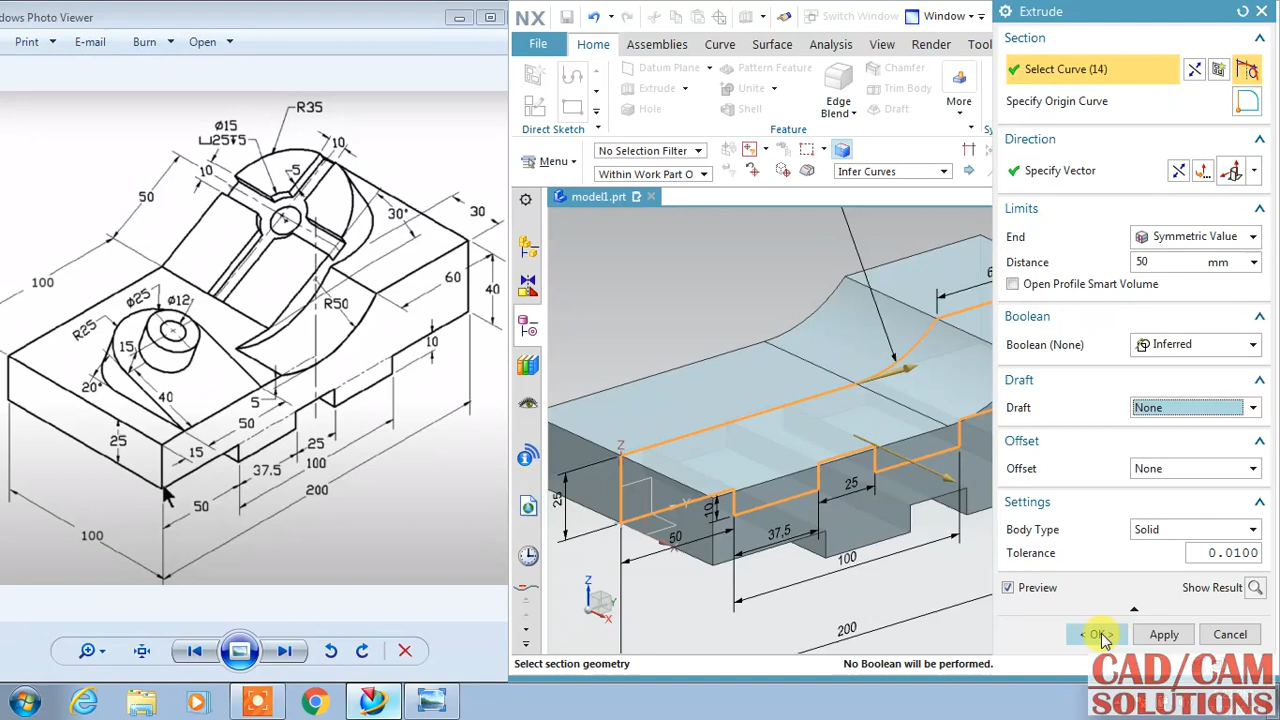 ows Photo Viewer
Print
E-mail
Burn
Open
R35
Ø15
⌴25↧5
10
10
5
50
30°
30
100
60
40
Ø25
Ø12
R25
R50
15
10
20°
40
5
50
25
15
25
37.5
100
50
200
100
NX
Switch Window
Window
File
Home
Assemblies
Curve
Surface
Analysis
View
Render
Tool
Datum Plane
Pattern Feature
Chamfer
Extrude
Unite
Trim Body
Hole
Shell
Draft
Edge
Blend
More
Direct Sketch
Feature
Menu
No Selection Filter
Within Work Part O
Infer Curves
model1.prt
Z
Y
X
25
10
50
37,5
25
100
200
6
Z
Y
X
Select section geometry
No Boolean will be performed.
Extrude
Section
Select Curve (14)
Specify Origin Curve
Direction
Specify Vector
Limits
End
Symmetric Value
Distance
50
mm
Open Profile Smart Volume
Boolean
Boolean (None)
Inferred
Draft
Draft
None
Offset
Offset
None
Settings
Body Type
Solid
Tolerance
0.0100
Preview
Show Result
< OK >
Apply
Cancel
CAD/CAM
SOLUTIONS